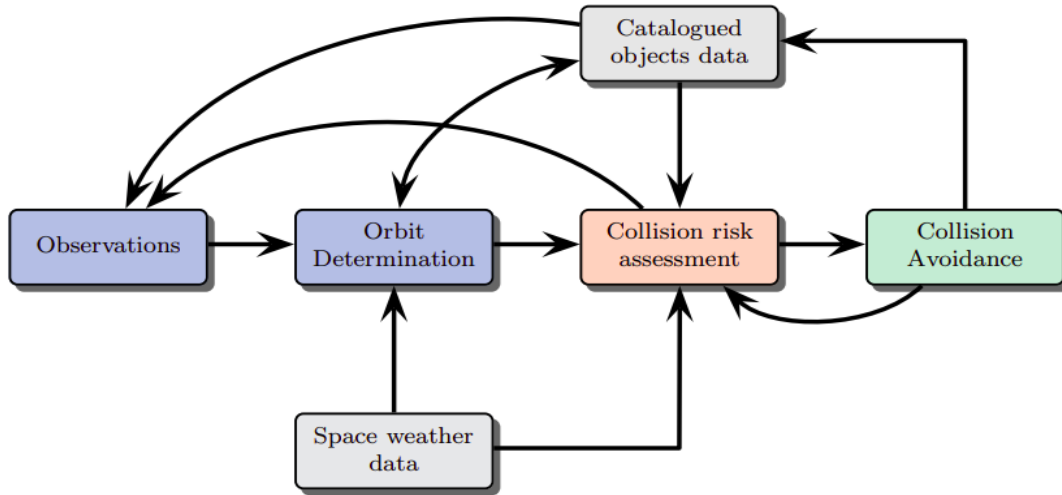 Catalogued
objects data
Observations
Orbit
Determination
Collision risk
assessment
Collision
Avoidance
Space weather
data